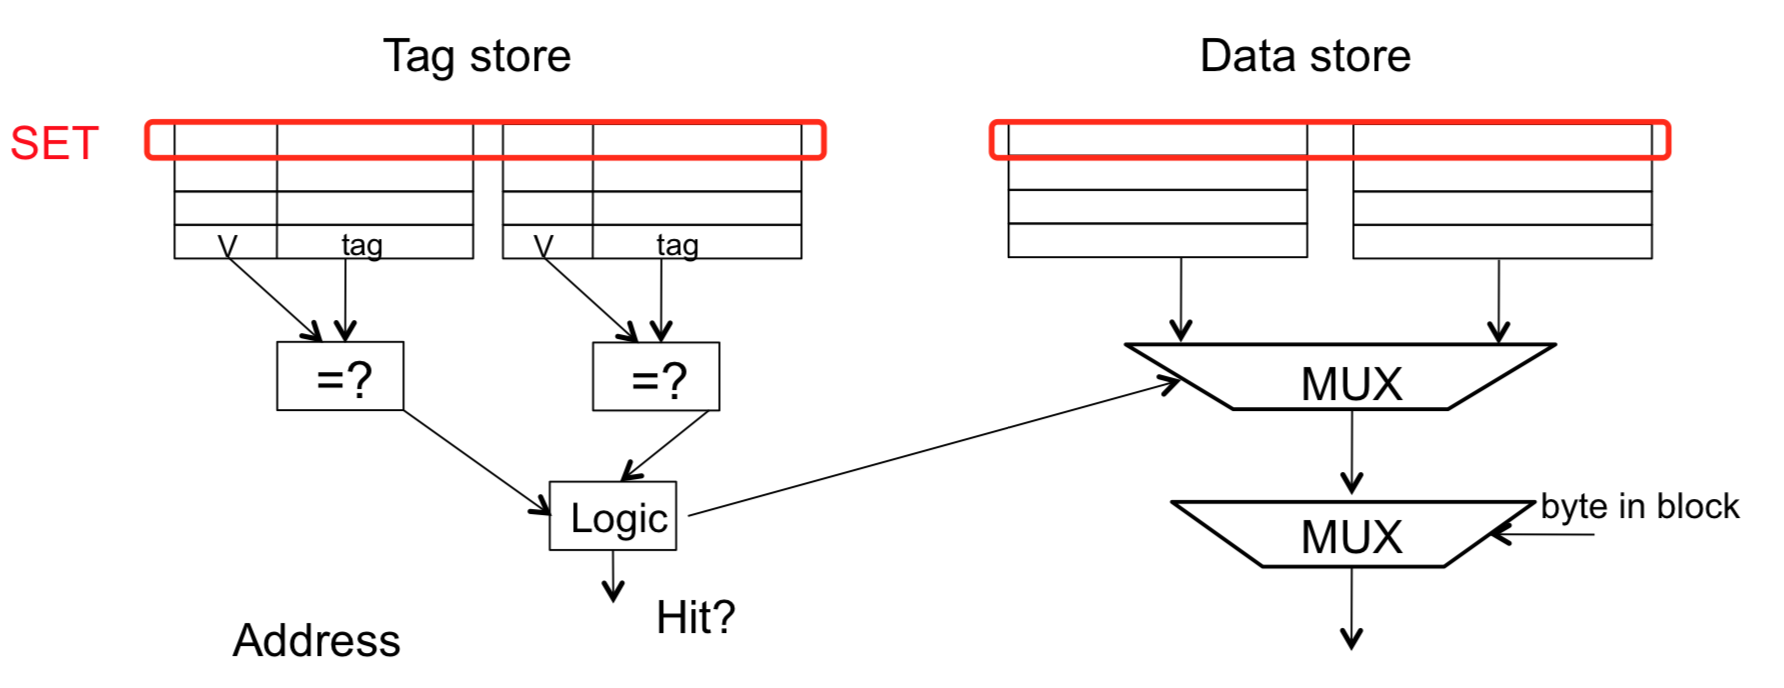 Tag store
Data store
SET
V
tag
V
tag
=?
=?
MUX
Logic
byte in block
MUX
Hit?
Address